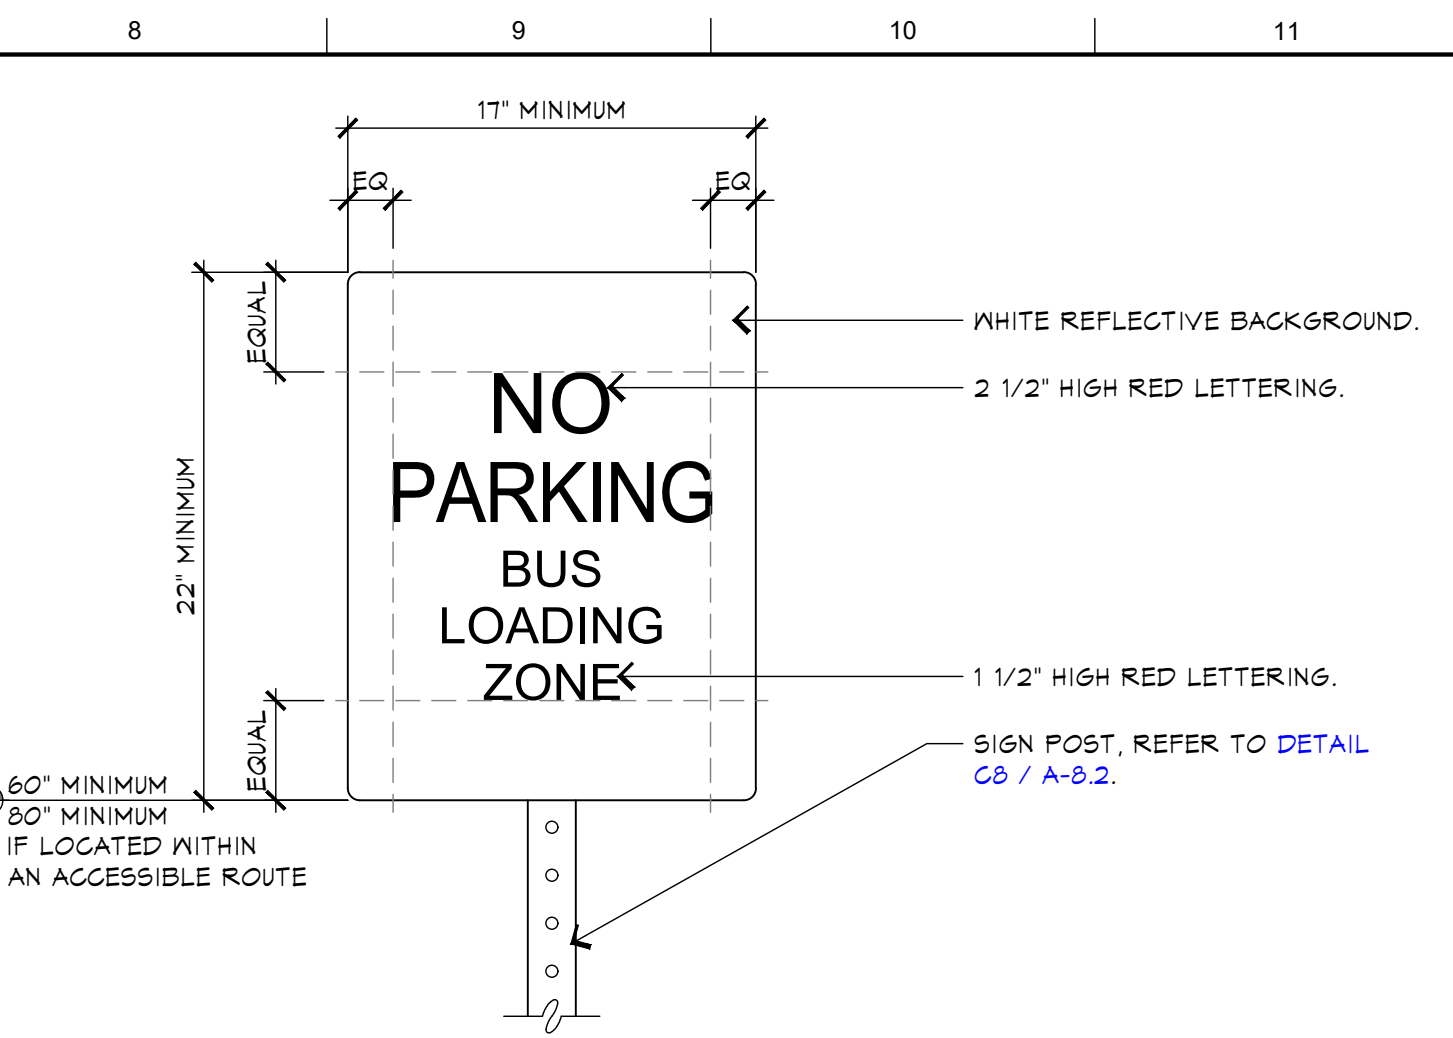 8 9 10 11
17" MINIMUM
EQ EQ
EQUAL
WHITE REFLECTIVE BACKGROUND.
2 1/2" HIGH RED LETTERING.
NO
PARKING
BUS
LOADING
ZONE
22" MINIMUM
1 1/2" HIGH RED LETTERING.
EQUAL
SIGN POST, REFER TO DETAIL
C8 / A-8.2.
60" MINIMUM
80" MINIMUM
IF LOCATED WITHIN
AN ACCESSIBLE ROUTE